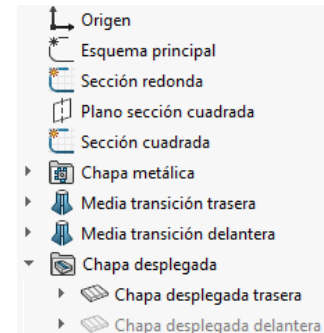 Origen
Esquema principal
Sección redonda
Plano sección cuadrada
Sección cuadrada
Chapa metálica
Media transición trasera
Media transición delantera
Chapa desplegada
Chapa desplegada trasera
Chapa desplegada delantera